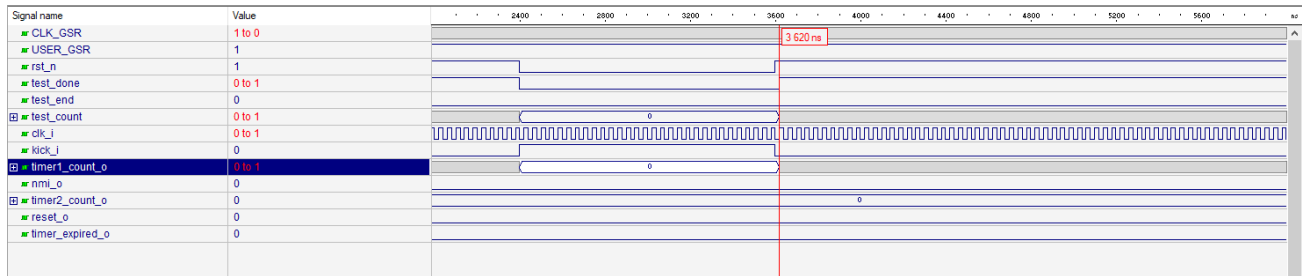 Signal name Value 2400 2800 3200 3600 4000 4400 4800 5200 5600 ns
CLK_GSR 1 to 0 3 620 ns
USER_GSR 1
rst_n 1
test_done 0 to 1
test_end 0
test_count 0 to 1 0
clk_i 0 to 1
kick_i 0
timer1_count_o 0 to 1 0
nmi_o 0
timer2_count_o 0 0
reset_o 0
timer_expired_o 0